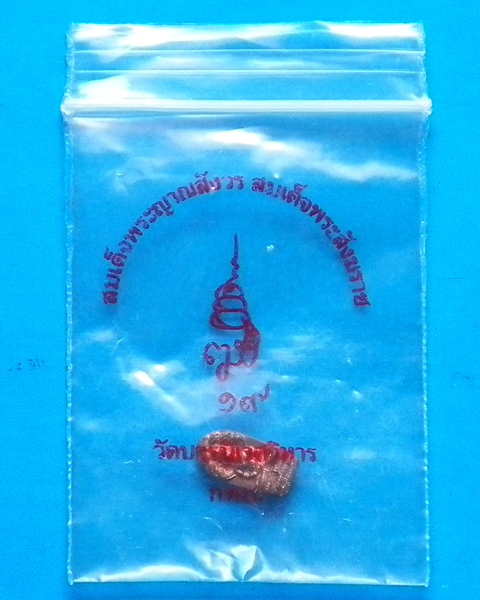 สมเด็จพระญาณสังวร สมเด็จพระสังฆราช
๑๙
วัดบวรนิเวศวิหาร